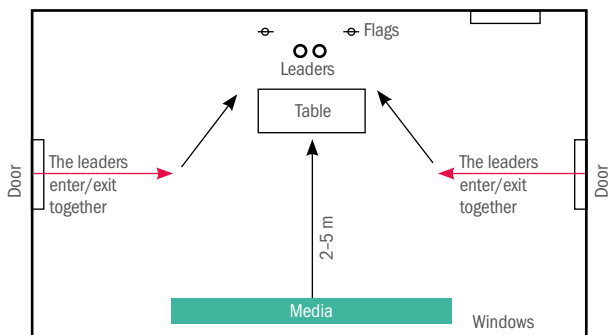 Flags
Leaders
Table
Door
The leaders
enter/exit
together
The leaders
enter/exit
together
Door
2–5 m
Media
Windows